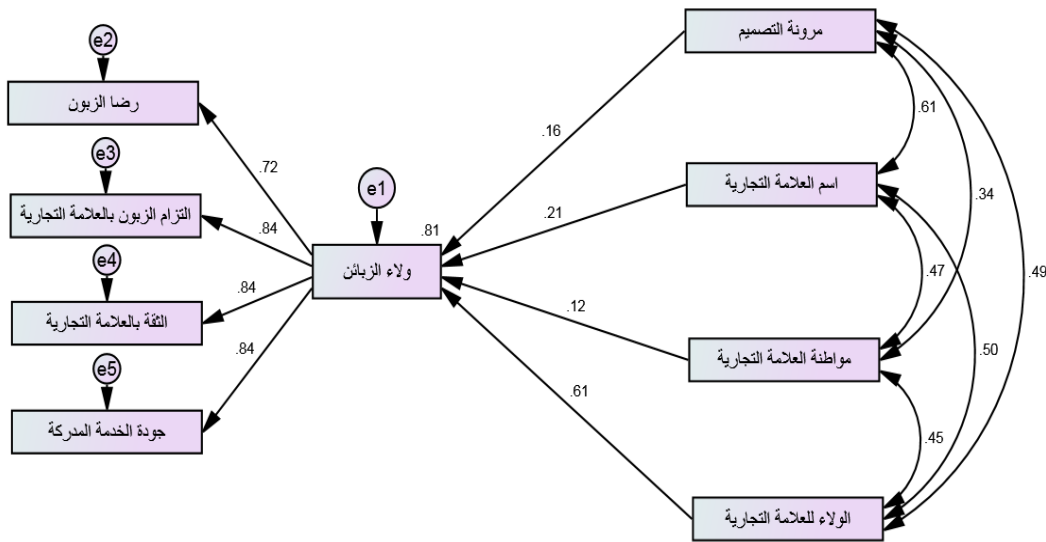 مرونة التصميم
e2
رضا الزبون
.61
.16
e3
.72
e1
اسم العلامة التجارية
.34
التزام الزبون بالعلامة التجارية
.84
.81
.21
ولاء الزبائن
.47
.49
e4
.84
الثقة بالعلامة التجارية
.12
مواطنة العلامة التجارية
.50
.84
e5
.61
.45
جودة الخدمة المدركة
الولاء للعلامة التجارية